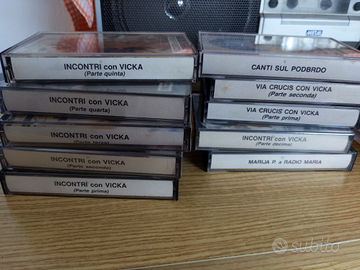 INCONTRI con VICKA
(Parte quinta)
INCONTRI con VICKA
(Parte quarta)
INCONTRI con VICKA
(Parte terza)
INCONTRI con VICKA
(Parte seconda)
INCONTRI con VICKA
(Parte prima)
CANTI SUL PODBRDO
VIA CRUCIS CON VICKA
(Parte seconda)
VIA CRUCIS CON VICKA
(Parte prima)
INCONTRI con VICKA
(Parte decima)
MARIJA P. a RADIO MARIA
subito